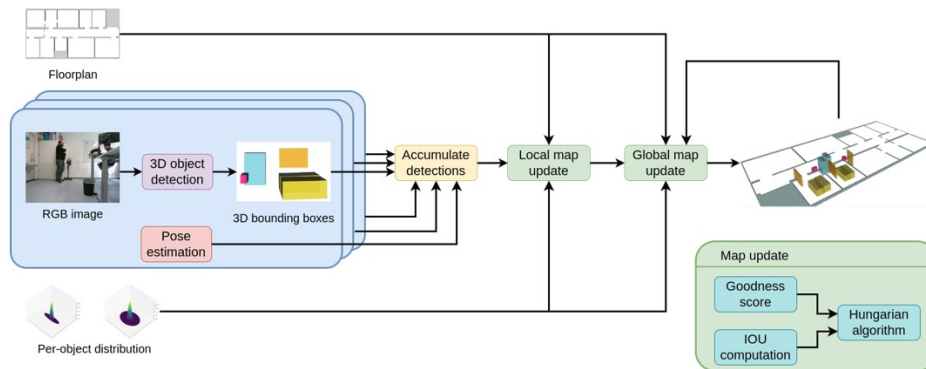 Floorplan
RGB image
3D object
detection
3D bounding boxes
Pose
estimation
Accumulate
detections
Local map
update
Global map
update
Per-object distribution
Map update
Goodness
score
IOU
computation
Hungarian
algorithm